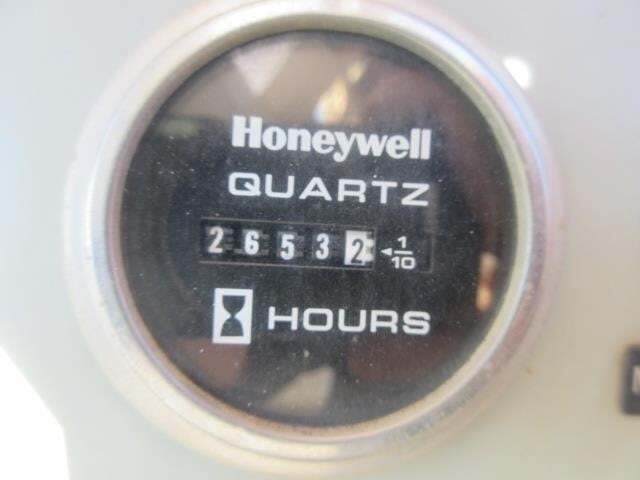 Honeywell
QUARTZ
26532 ◄1/10
HOURS